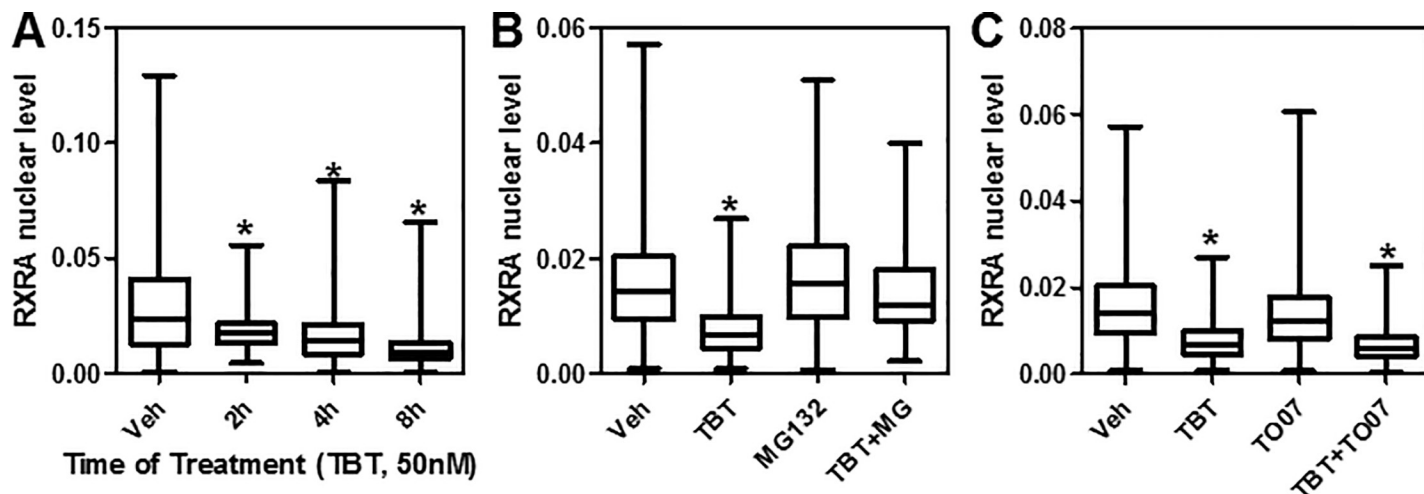 A
RXRA nuclear level
0.15
0.10
0.05
0.00
*
*
*
Veh
2h
4h
8h
Time of Treatment (TBT, 50nM)
B
RXRA nuclear level
0.06
0.04
0.02
0.00
*
Veh
TBT
MG132
TBT+MG
C
RXRA nuclear level
0.08
0.06
0.04
0.02
0.00
*
*
Veh
TBT
TO07
TBT+TO07